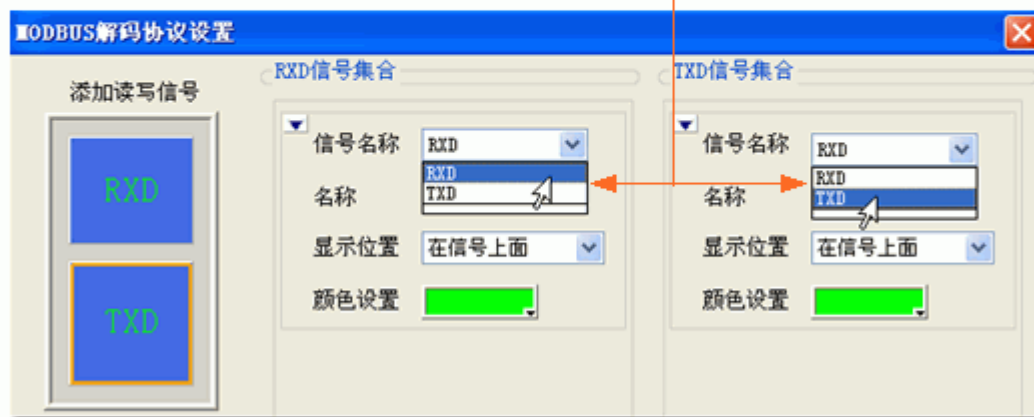 MODBUS解码协议设置
添加读写信号
RXD
TXD
RXD信号集合
信号名称 RXD
RXD
TXD
名称
显示位置 在信号上面
颜色设置
TXD信号集合
信号名称 RXD
RXD
TXD
名称
显示位置 在信号上面
颜色设置